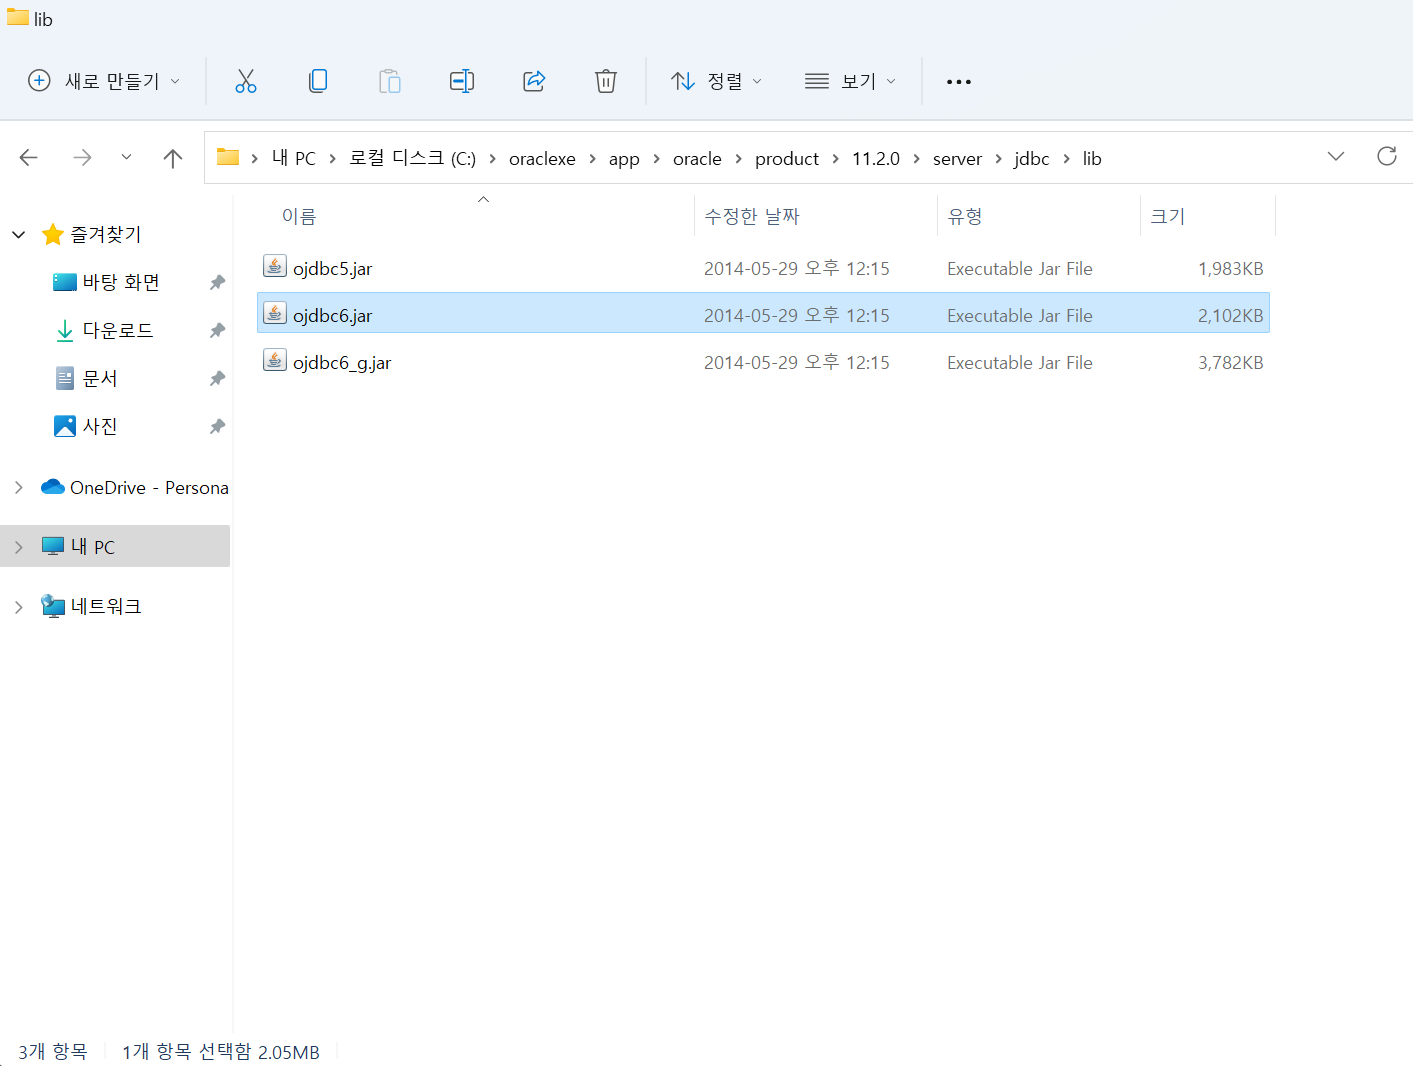 lib
새로 만들기
정렬
보기
내 PC › 로컬 디스크 (C:) › oraclexe › app › oracle › product › 11.2.0 › server › jdbc › lib
이름 수정한 날짜 유형 크기
즐겨찾기
바탕 화면
다운로드
문서
사진
OneDrive - Persona
내 PC
네트워크
ojdbc5.jar 2014-05-29 오후 12:15 Executable Jar File 1,983KB
ojdbc6.jar 2014-05-29 오후 12:15 Executable Jar File 2,102KB
ojdbc6_g.jar 2014-05-29 오후 12:15 Executable Jar File 3,782KB
3개 항목 1개 항목 선택함 2.05MB